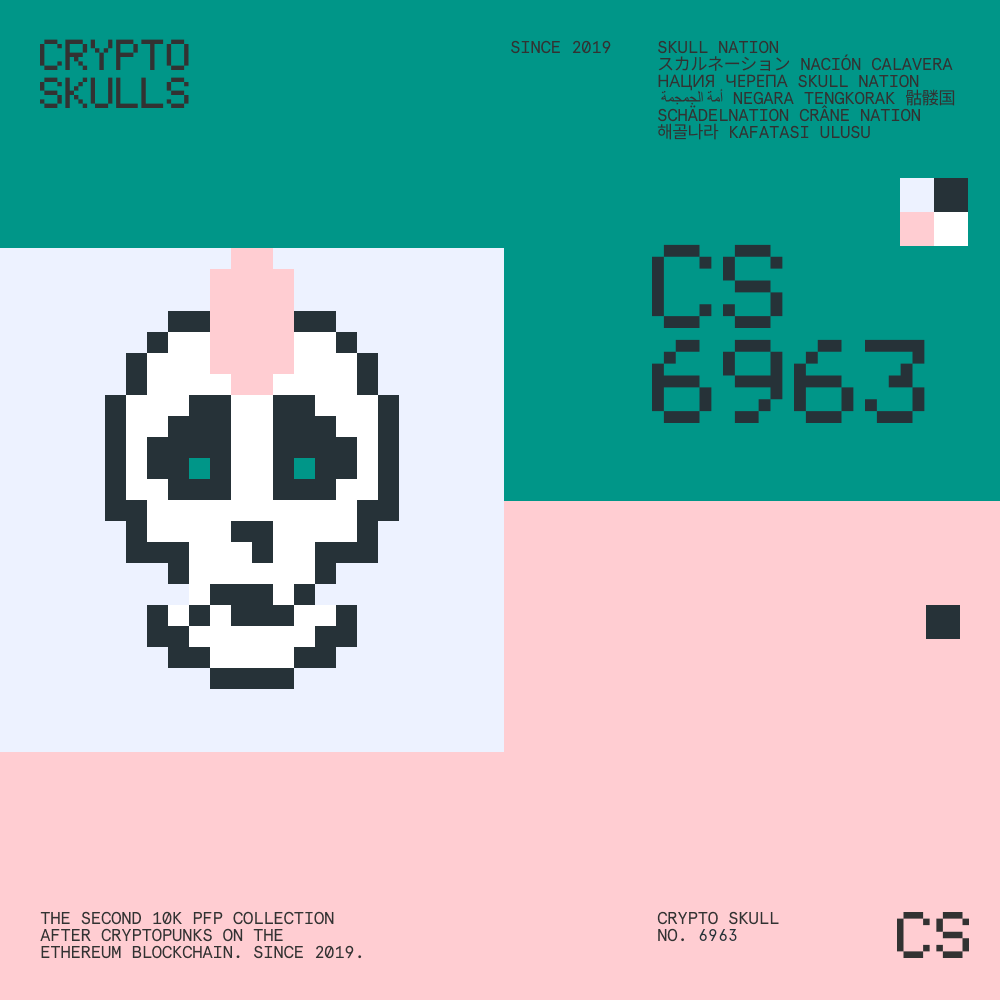 CRYPTO
SKULLS
SINCE 2019
SKULL NATION
スカルネーション NACIÓN CALAVERA
НАЦИЯ ЧЕРЕПА SKULL NATION
أمة الجمجمة NEGARA TENGKORAK 骷髅国
SCHÄDELNATION CRÂNE NATION
해골나라 KAFATASI ULUSU
CS
6963
THE SECOND 10K PFP COLLECTION
AFTER CRYPTOPUNKS ON THE
ETHEREUM BLOCKCHAIN. SINCE 2019.
CRYPTO SKULL
NO. 6963
CS